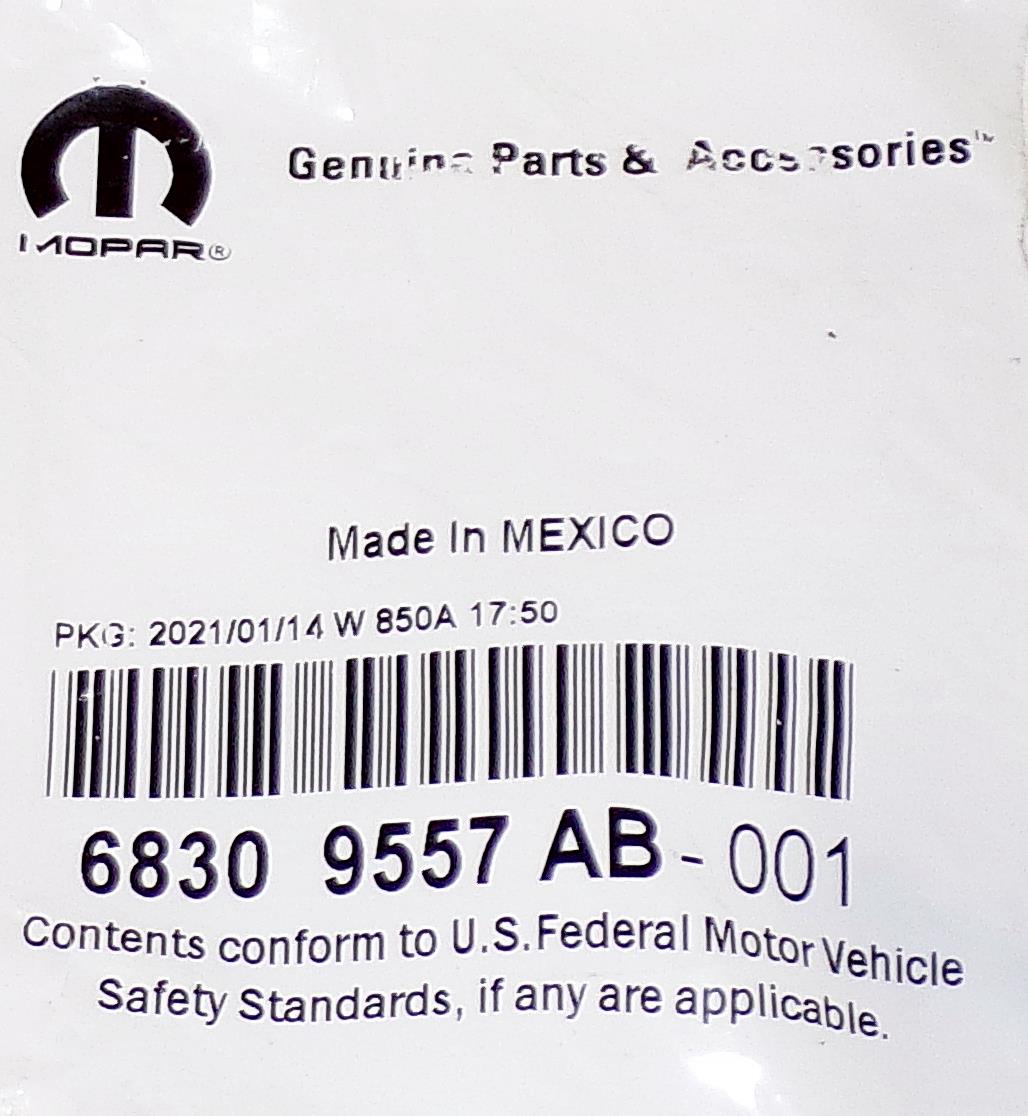 MOPAR®
Genuine Parts & Accessories™
Made In MEXICO
PKG: 2021/01/14 W 850A 17:50
6830 9557 AB - 001
Contents conform to U.S. Federal Motor Vehicle
Safety Standards, if any are applicable.